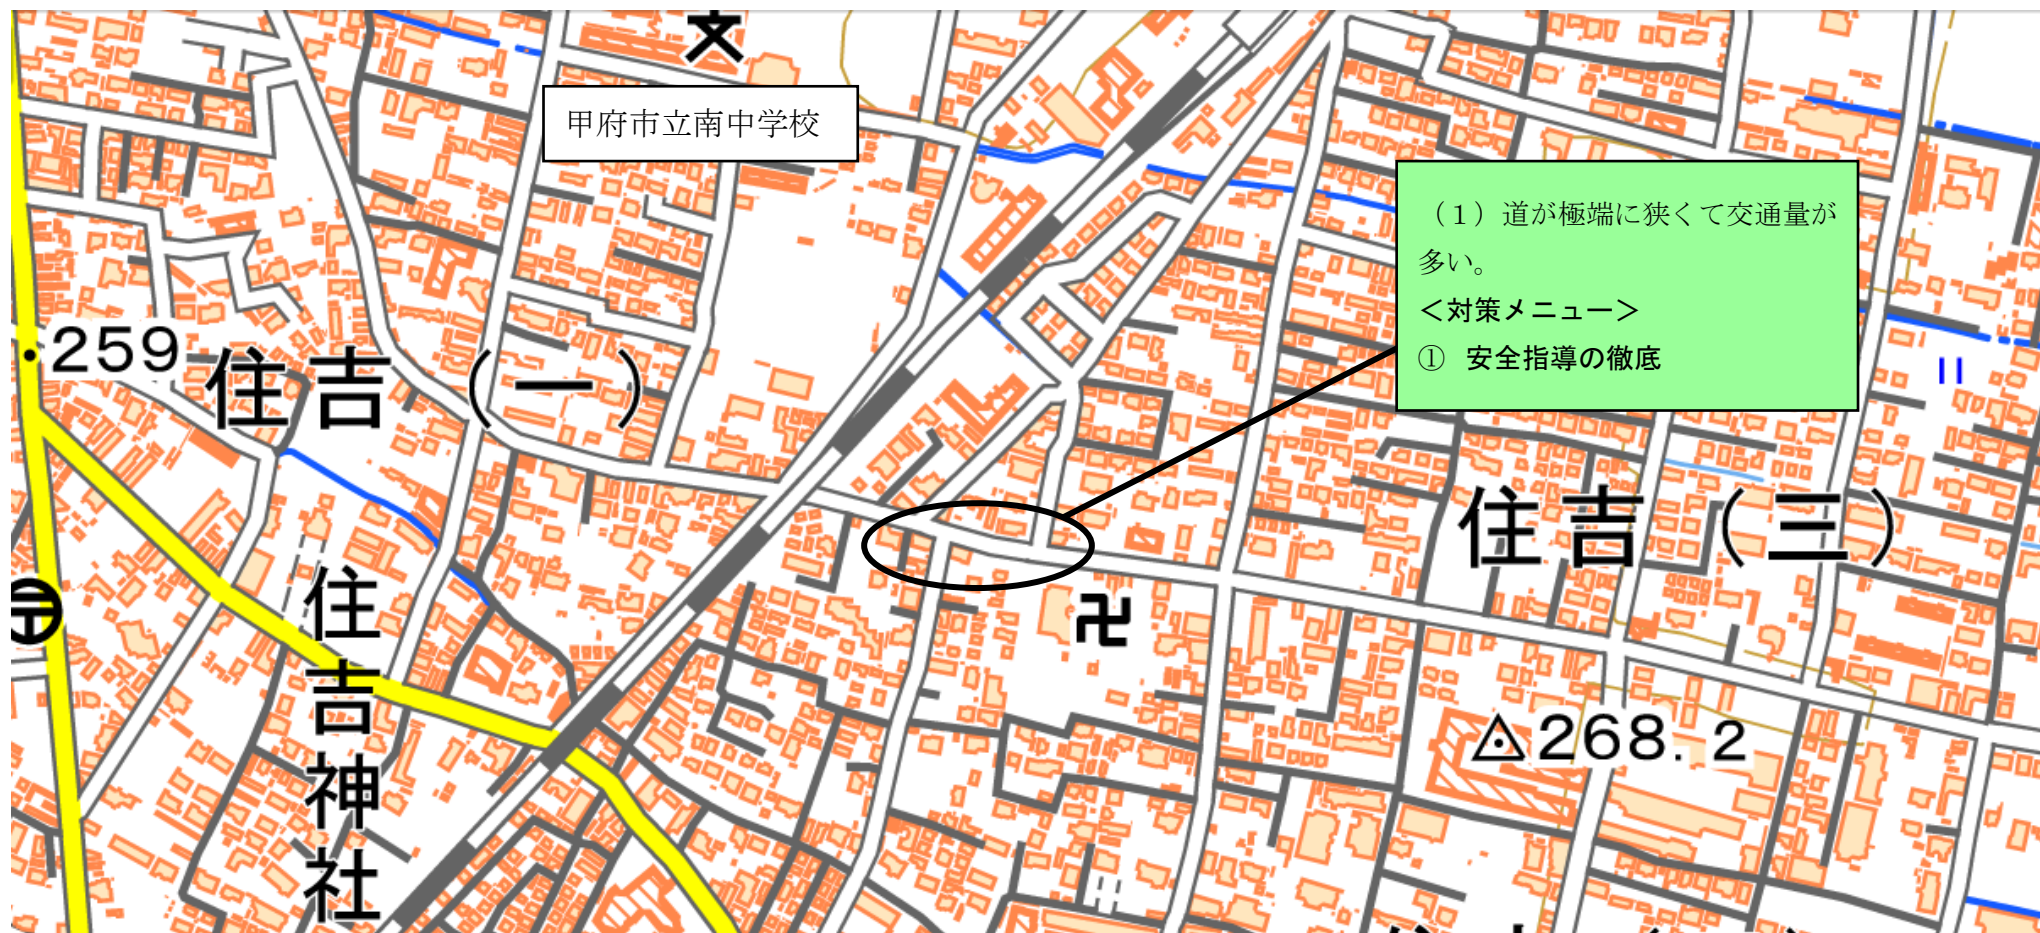 甲府市立南中学校
（１）道が極端に狭くて交通量が
多い。
＜対策メニュー＞
① 安全指導の徹底
259
住吉（一）
住吉（三）
住吉神社
268.2